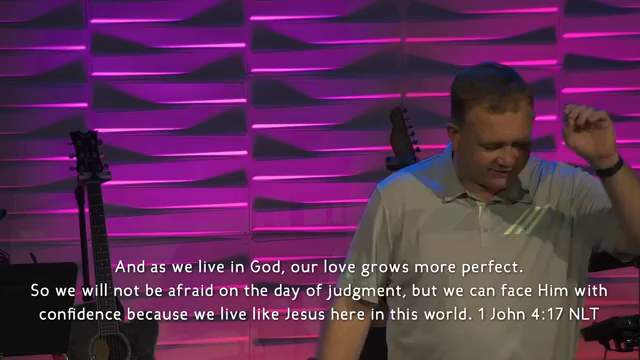 And as we live in God, our love grows more perfect.
So we will not be afraid on the day of judgment, but we can face Him with
confidence because we live like Jesus here in this world. 1 John 4:17 NLT